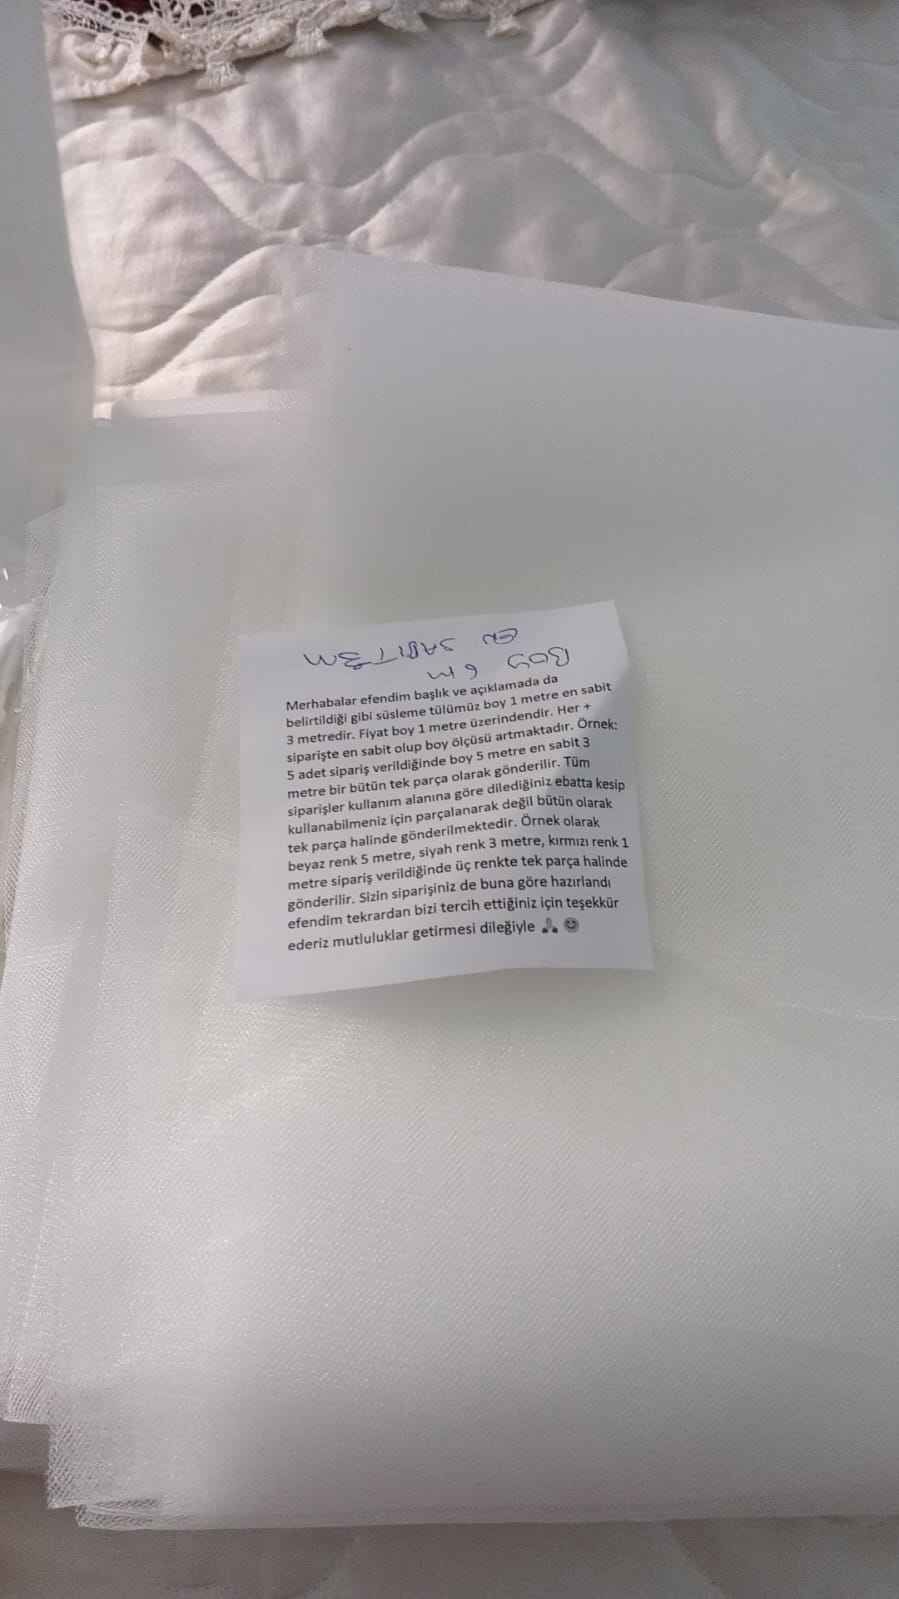 BOY 6M
EN SABİT 3m
Merhabalar efendim başlık ve açıklamada da
belirtildiği gibi süsleme tülümüz boy 1 metre en sabit
3 metredir. Fiyat boy 1 metre üzerindendir. Her +
siparişte en sabit olup boy ölçüsü artmaktadır. Örnek:
5 adet sipariş verildiğinde boy 5 metre en sabit 3
metre bir bütün tek parça olarak gönderilir. Tüm
siparişler kullanım alanına göre dilediğiniz ebatta kesip
kullanabilmeniz için parçalanarak değil bütün olarak
tek parça halinde gönderilmektedir. Örnek olarak
beyaz renk 5 metre, siyah renk 3 metre, kırmızı renk 1
metre sipariş verildiğinde üç renkte tek parça halinde
gönderilir. Sizin siparişiniz de buna göre hazırlandı
efendim tekrardan bizi tercih ettiğiniz için teşekkür
ederiz mutluluklar getirmesi dileğiyle